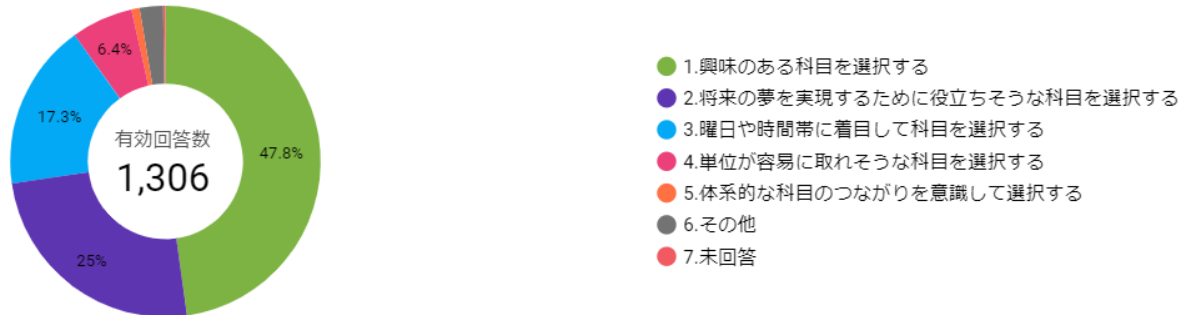 6.4%
17.3%
47.8%
25%
有効回答数
1,306
1.興味のある科目を選択する
2.将来の夢を実現するために役立ちそうな科目を選択する
3.曜日や時間帯に着目して科目を選択する
4.単位が容易に取れそうな科目を選択する
5.体系的な科目のつながりを意識して選択する
6.その他
7.未回答